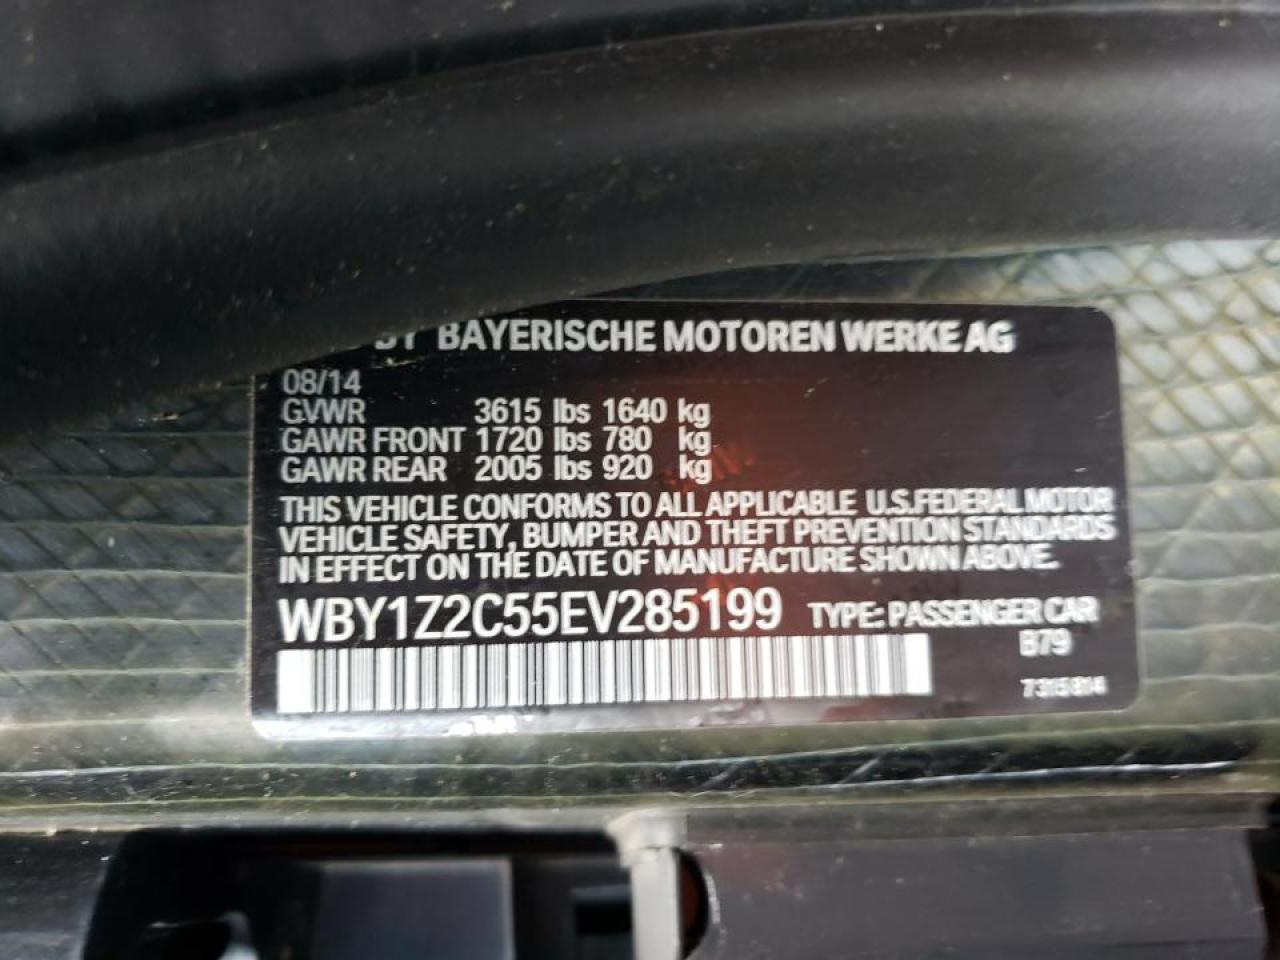 BY BAYERISCHE MOTOREN WERKE AG
08/14
GVWR 3615 lbs 1640 kg
GAWR FRONT 1720 lbs 780 kg
GAWR REAR 2005 lbs 920 kg
THIS VEHICLE CONFORMS TO ALL APPLICABLE U.S.FEDERAL MOTOR
VEHICLE SAFETY, BUMPER AND THEFT PREVENTION STANDARDS
IN EFFECT ON THE DATE OF MANUFACTURE SHOWN ABOVE.
WBY1Z2C55EV285199 TYPE: PASSENGER CAR
B79
7315814